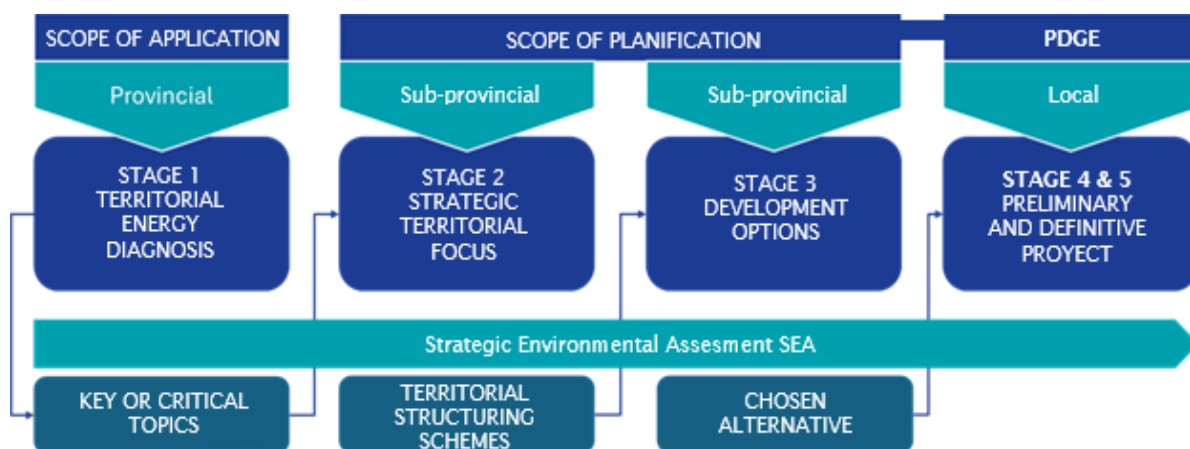 SCOPE OF APPLICATION
SCOPE OF PLANIFICATION
PDGE
Provincial
Sub-provincial
Sub-provincial
Local
STAGE 1
TERRITORIAL
ENERGY
DIAGNOSIS
STAGE 2
STRATEGIC
TERRITORIAL
FOCUS
STAGE 3
DEVELOPMENT
OPTIONS
STAGE 4 & 5
PRELIMINARY
AND DEFINITIVE
PROYECT
Strategic Environmental Assesment SEA
KEY OR CRITICAL
TOPICS
TERRITORIAL
STRUCTURING
SCHEMES
CHOSEN
ALTERNATIVE